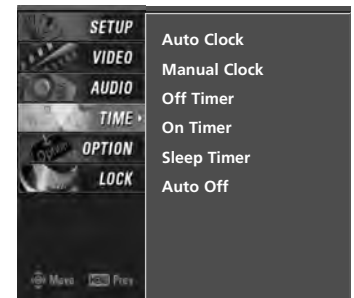 SETUP
VIDEO
AUDIO
TIME
OPTION
LOCK
Move MENU Prev
Auto Clock
Manual Clock
Off Timer
On Timer
Sleep Timer
Auto Off